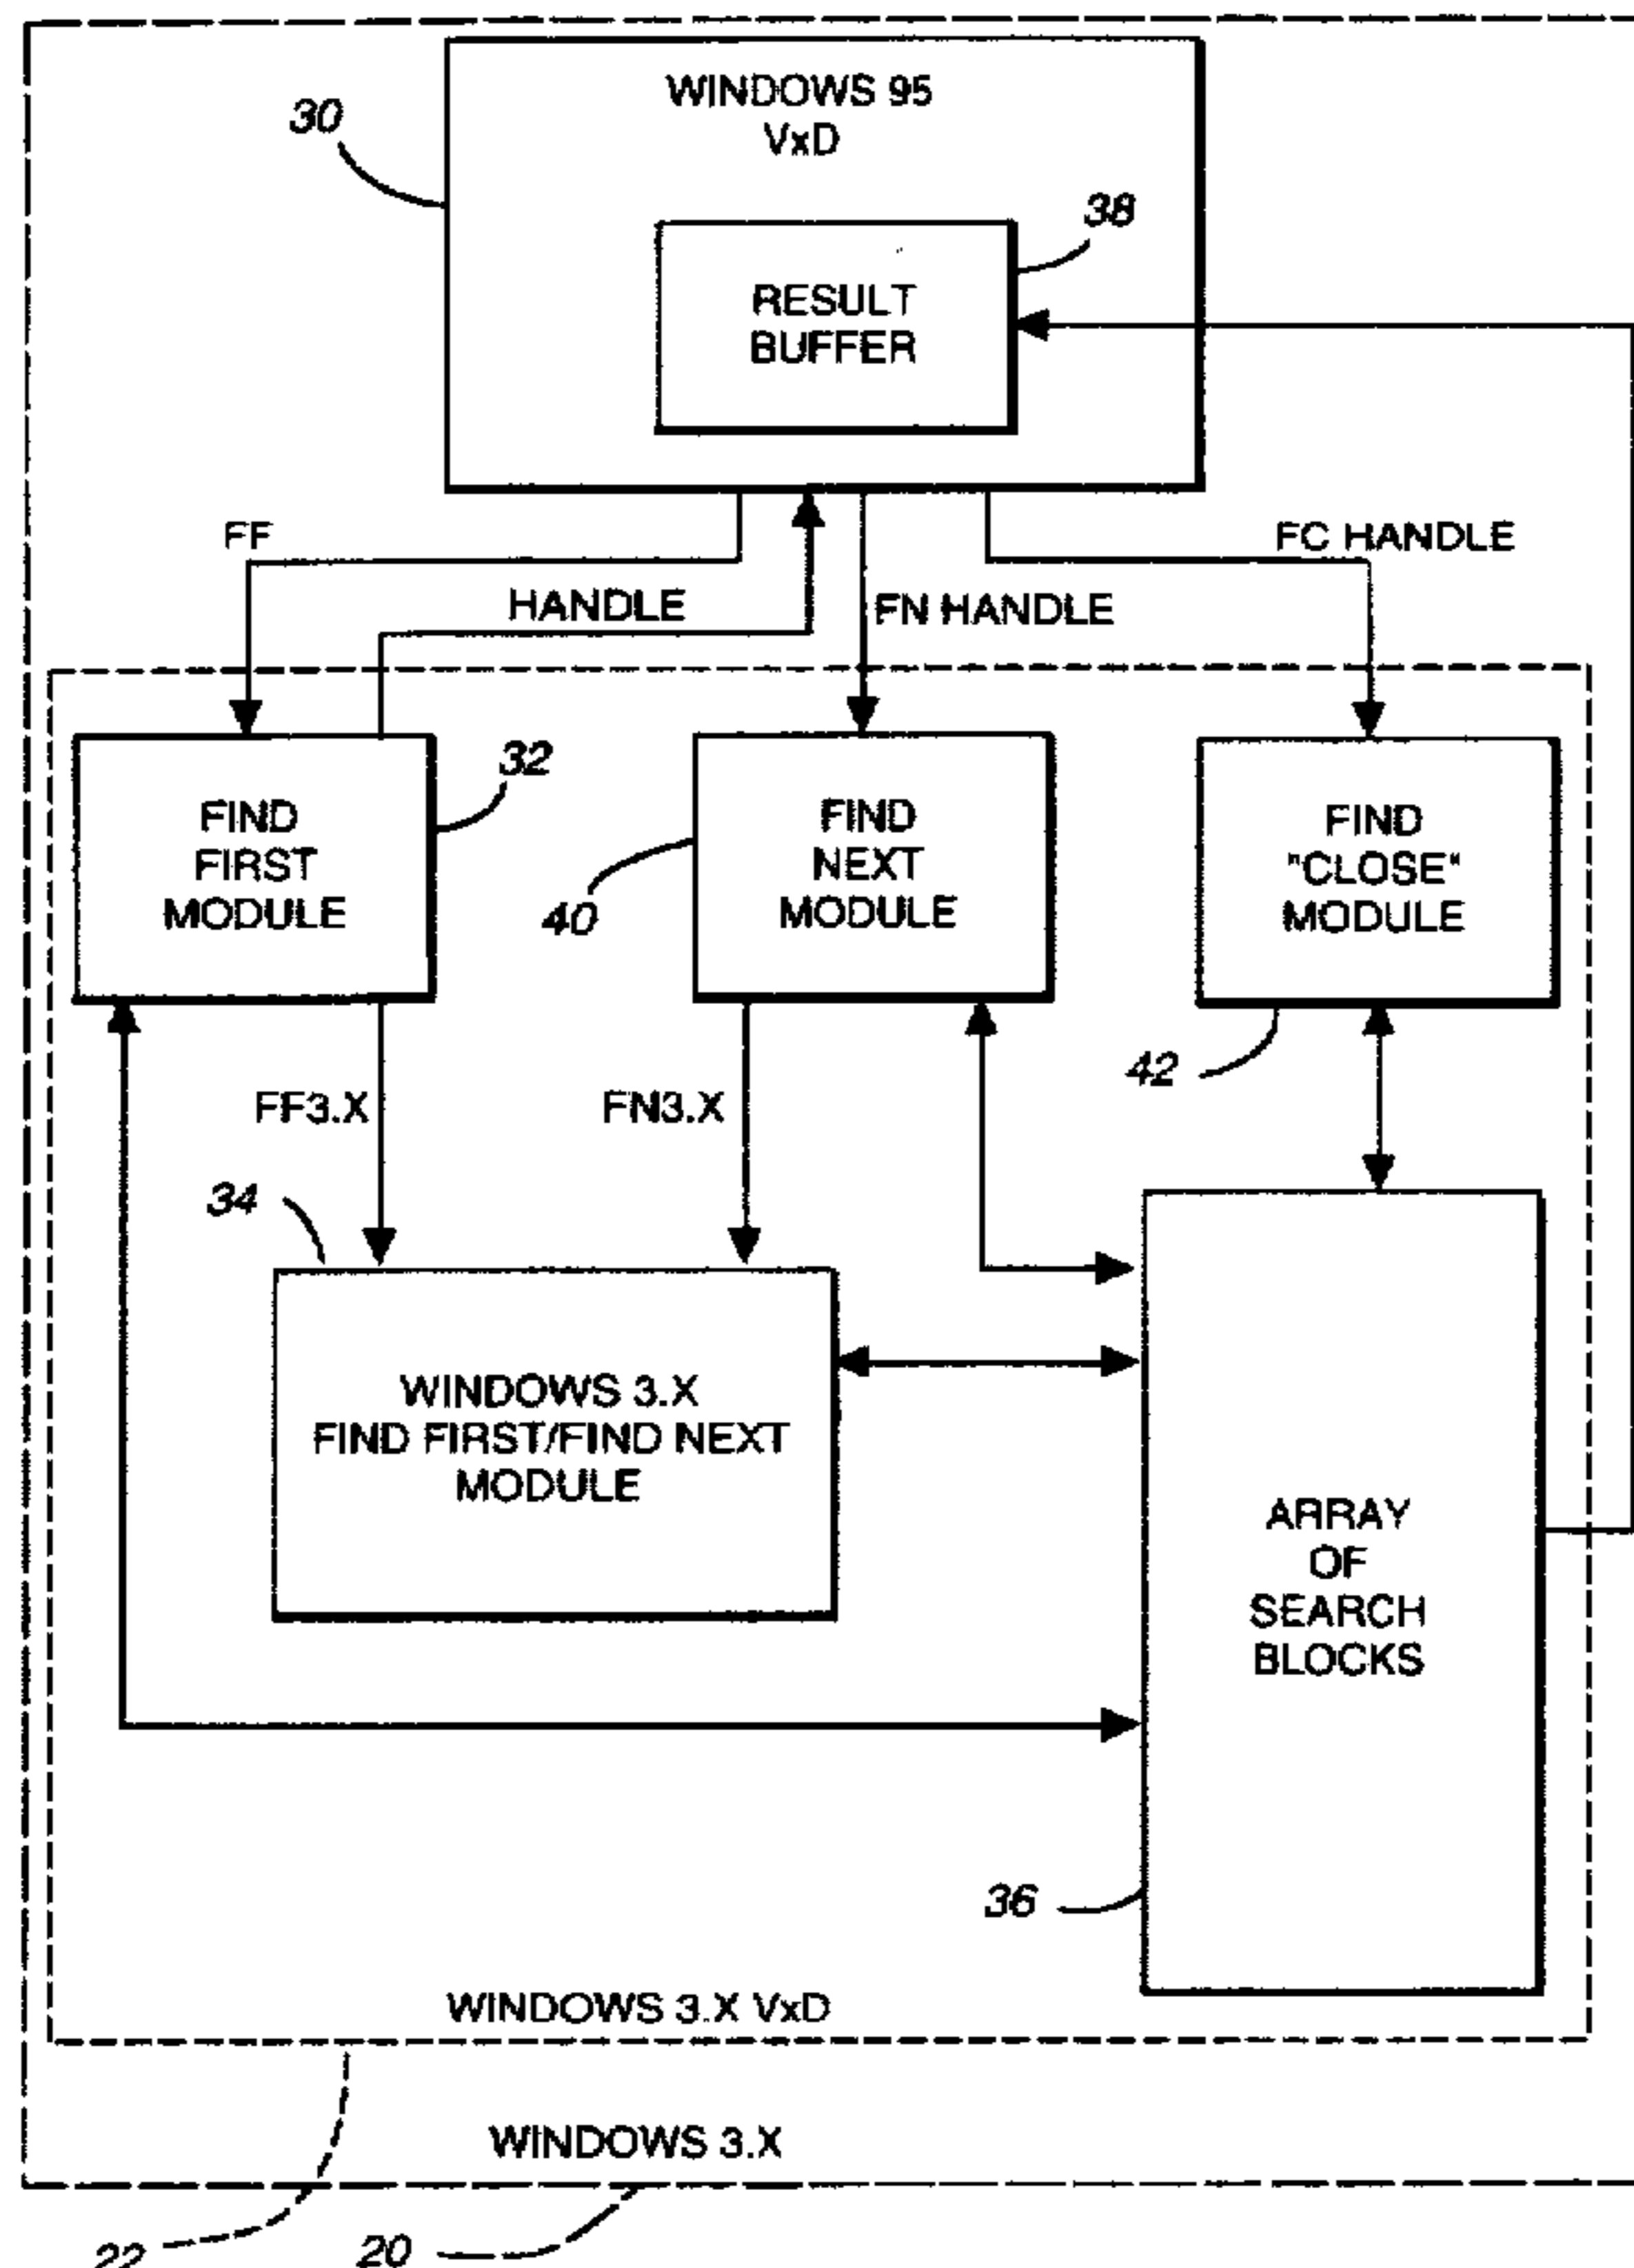 WINDOWS 95
VxD
30
38
RESULT
BUFFER
FF
HANDLE
FN HANDLE
FC HANDLE
FIND
FIRST
MODULE
32
FIND
NEXT
MODULE
40
FIND
"CLOSE"
MODULE
42
FF3.X
FN3.X
34
WINDOWS 3.X
FIND FIRST/FIND NEXT
MODULE
ARRAY
OF
SEARCH
BLOCKS
36
WINDOWS 3.X VxD
WINDOWS 3.X
22
20